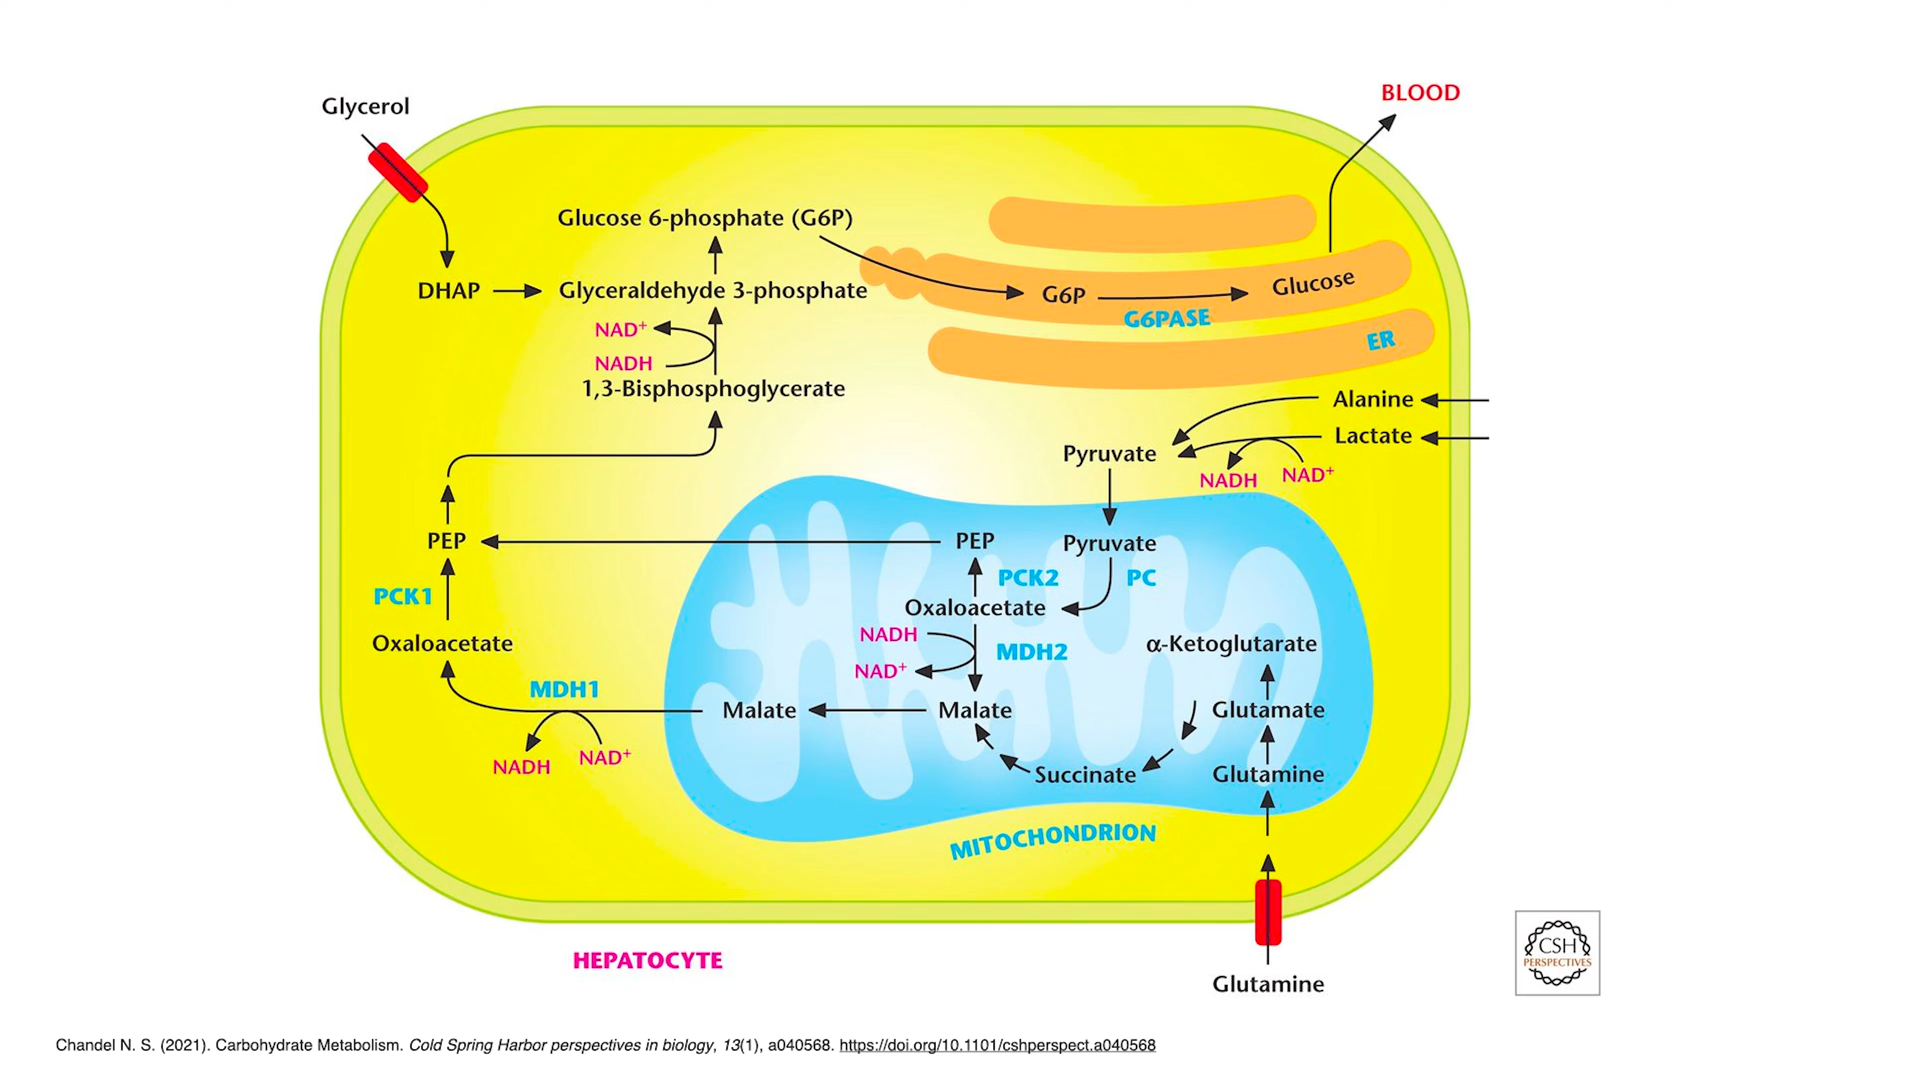 Glycerol
BLOOD
Glucose 6-phosphate (G6P)
DHAP
Glyceraldehyde 3-phosphate
G6P
Glucose
G6PASE
ER
NAD⁺
NADH
1,3-Bisphosphoglycerate
Alanine
Lactate
Pyruvate
NADH
NAD⁺
PEP
PEP
Pyruvate
PCK1
PCK2
PC
Oxaloacetate
Oxaloacetate
NADH
NAD⁺
MDH2
α-Ketoglutarate
MDH1
Malate
Malate
Glutamate
NADH
NAD⁺
Succinate
Glutamine
MITOCHONDRION
HEPATOCYTE
Glutamine
CSH
PERSPECTIVES
Chandel N. S. (2021). Carbohydrate Metabolism. Cold Spring Harbor perspectives in biology, 13(1), a040568. https://doi.org/10.1101/cshperspect.a040568